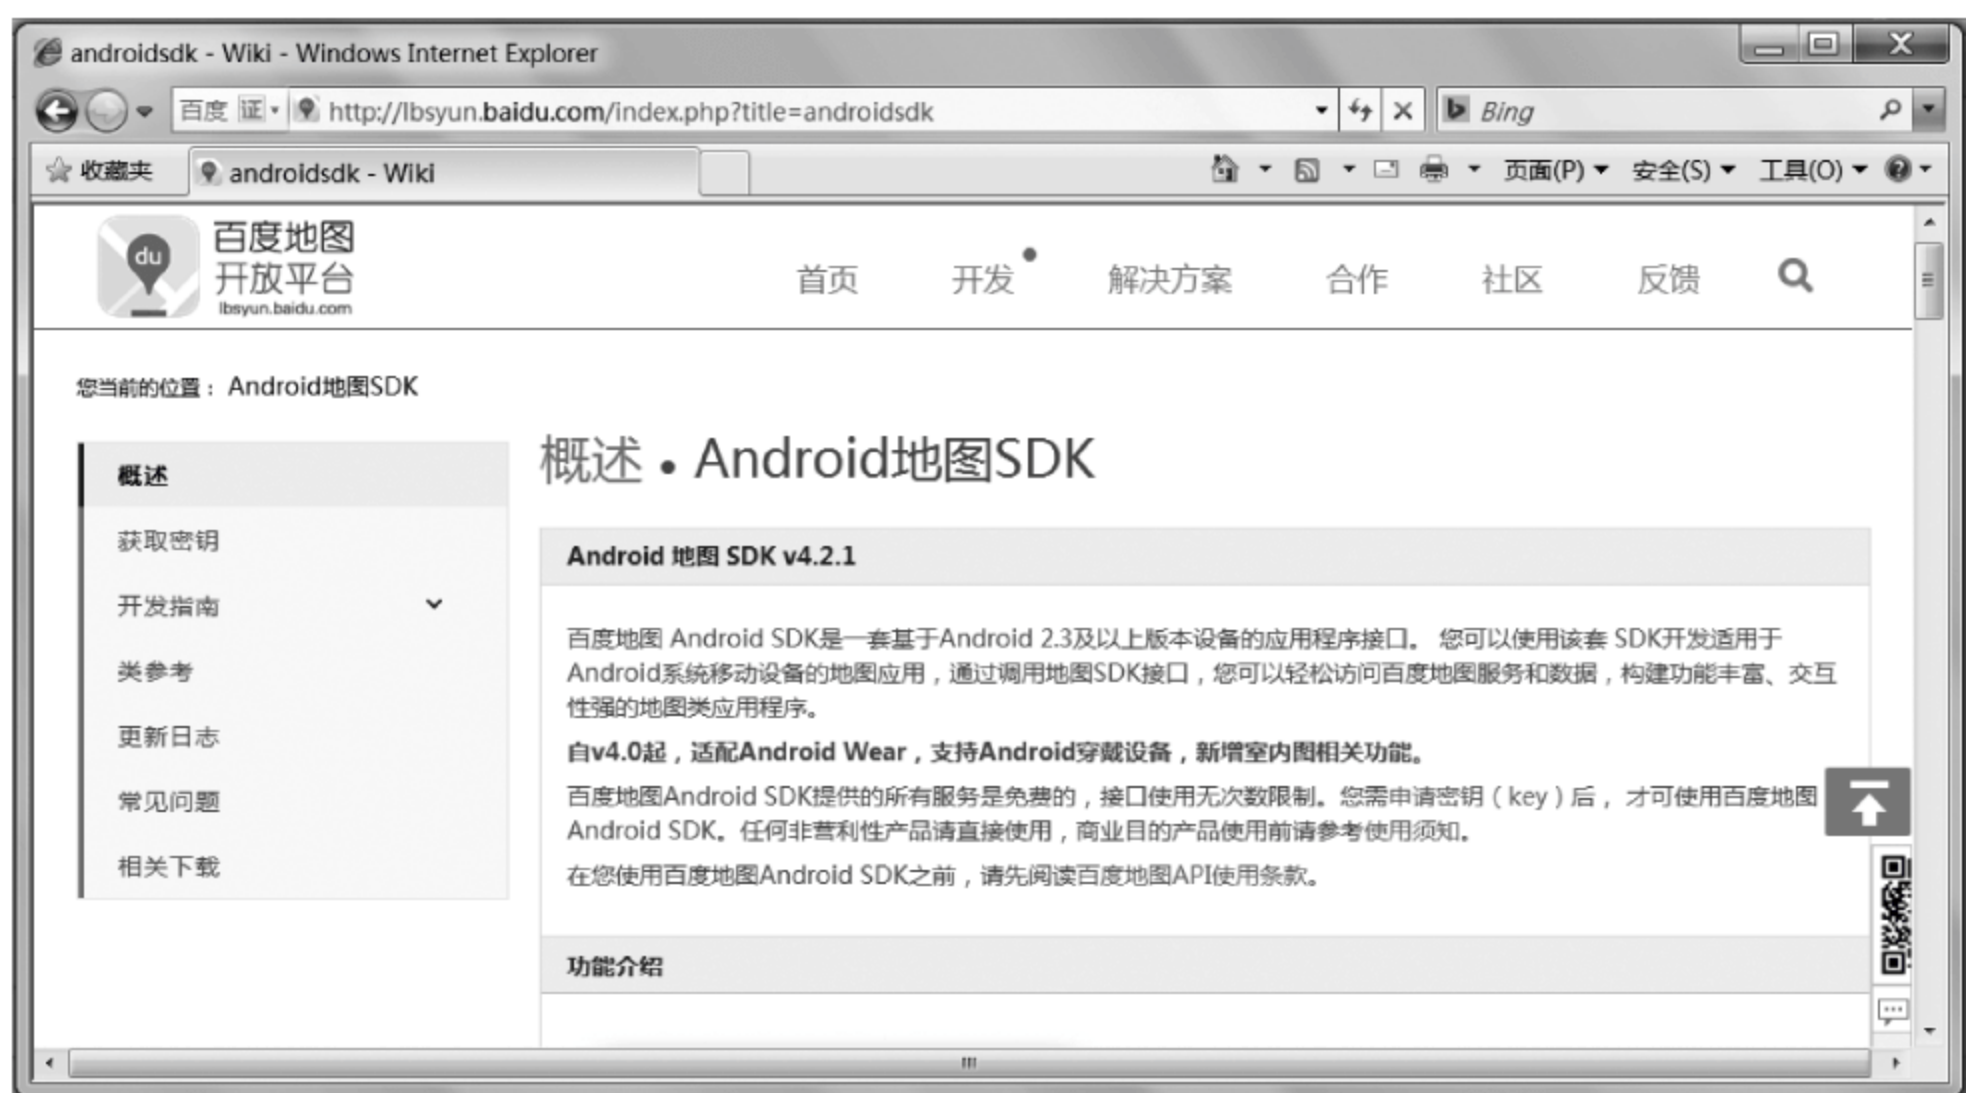 androidsdk - Wiki - Windows Internet Explorer
百度 证 http://lbsyun.baidu.com/index.php?title=androidsdk
Bing
收藏夹
androidsdk - Wiki
页面(P) 安全(S) 工具(O)
du
百度地图
开放平台
lbsyun.baidu.com
首页 开发 解决方案 合作 社区 反馈
您当前的位置： Android地图SDK
概述
获取密钥
开发指南
类参考
更新日志
常见问题
相关下载
概述 • Android地图SDK
Android 地图 SDK v4.2.1
百度地图 Android SDK是一套基于Android 2.3及以上版本设备的应用程序接口。 您可以使用该套 SDK开发适用于
Android系统移动设备的地图应用，通过调用地图SDK接口，您可以轻松访问百度地图服务和数据，构建功能丰富、交互
性强的地图类应用程序。
自v4.0起，适配Android Wear，支持Android穿戴设备，新增室内图相关功能。
百度地图Android SDK提供的所有服务是免费的，接口使用无次数限制。您需申请密钥（key）后， 才可使用百度地图
Android SDK。任何非营利性产品请直接使用，商业目的产品使用前请参考使用须知。
在您使用百度地图Android SDK之前，请先阅读百度地图API使用条款。
功能介绍